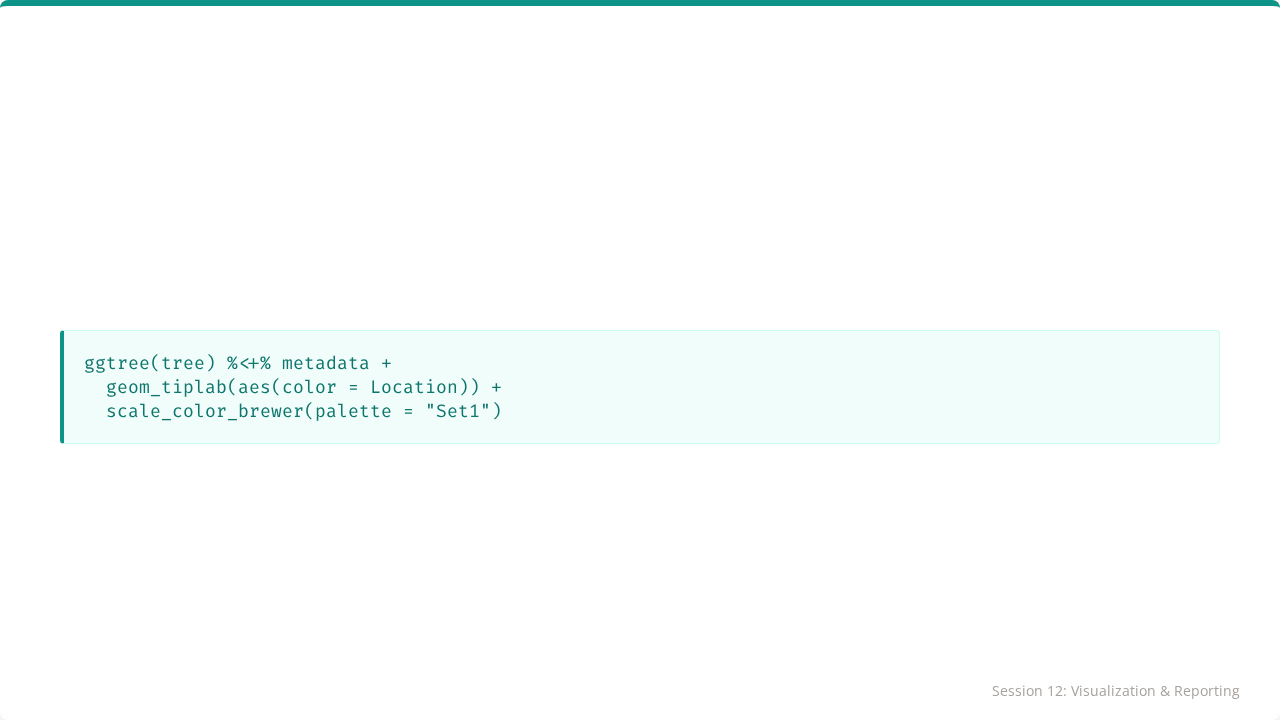 ggtree(tree) %<+% metadata +
  geom_tiplab(aes(color = Location)) +
  scale_color_brewer(palette = "Set1")
Session 12: Visualization & Reporting